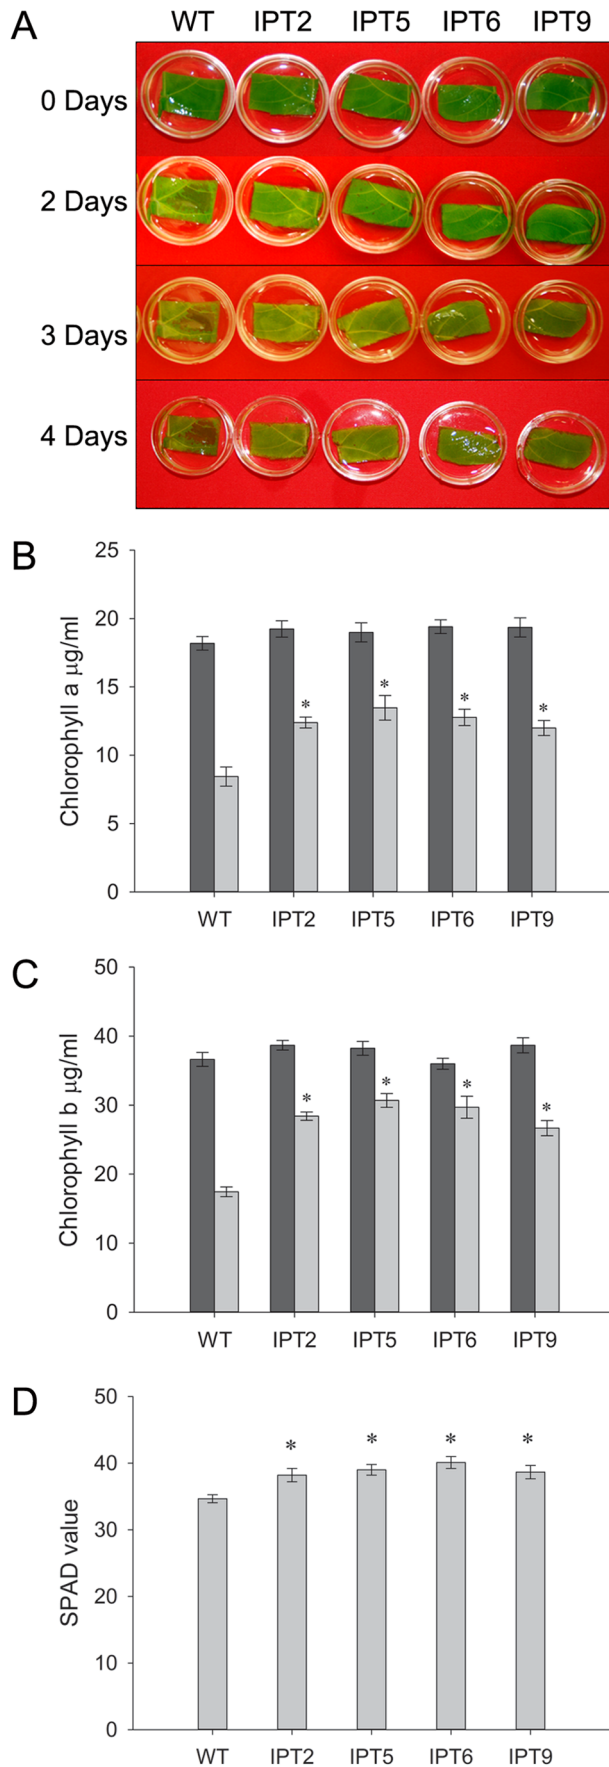 A
WT IPT2 IPT5 IPT6 IPT9
0 Days
2 Days
3 Days
4 Days
B
25
20
15
10
5
0
Chlorophyll a µg/ml
* * * *
WT IPT2 IPT5 IPT6 IPT9
C
50
40
30
20
10
0
Chlorophyll b µg/ml
* * * *
WT IPT2 IPT5 IPT6 IPT9
D
50
40
30
20
10
0
SPAD value
* * * *
WT IPT2 IPT5 IPT6 IPT9